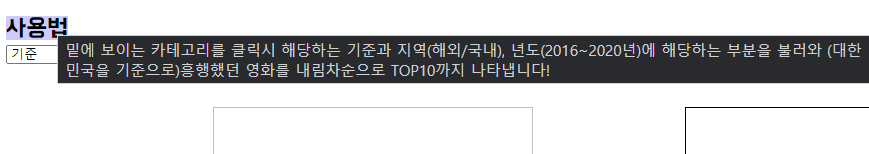 사용법
기준
밑에 보이는 카테고리를 클릭시 해당하는 기준과 지역(해외/국내), 년도(2016~2020년)에 해당하는 부분을 불러와 (대한
민국을 기준으로)흥행했던 영화를 내림차순으로 TOP10까지 나타냅니다!